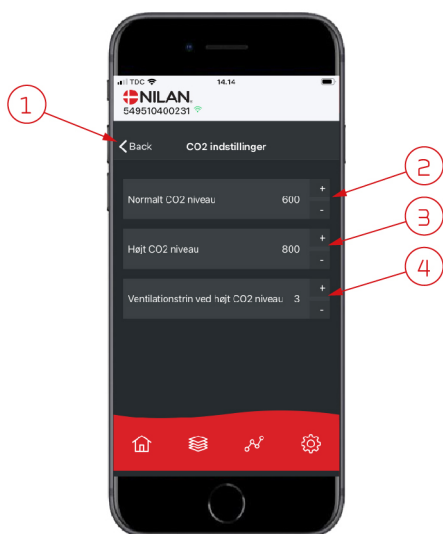 TDC 14.14
NILAN
549510400231
Back CO2 indstillinger
Normalt CO2 niveau 600 + -
Højt CO2 niveau 800 + -
Ventilationstrin ved højt CO2 niveau 3 + -
1
2
3
4